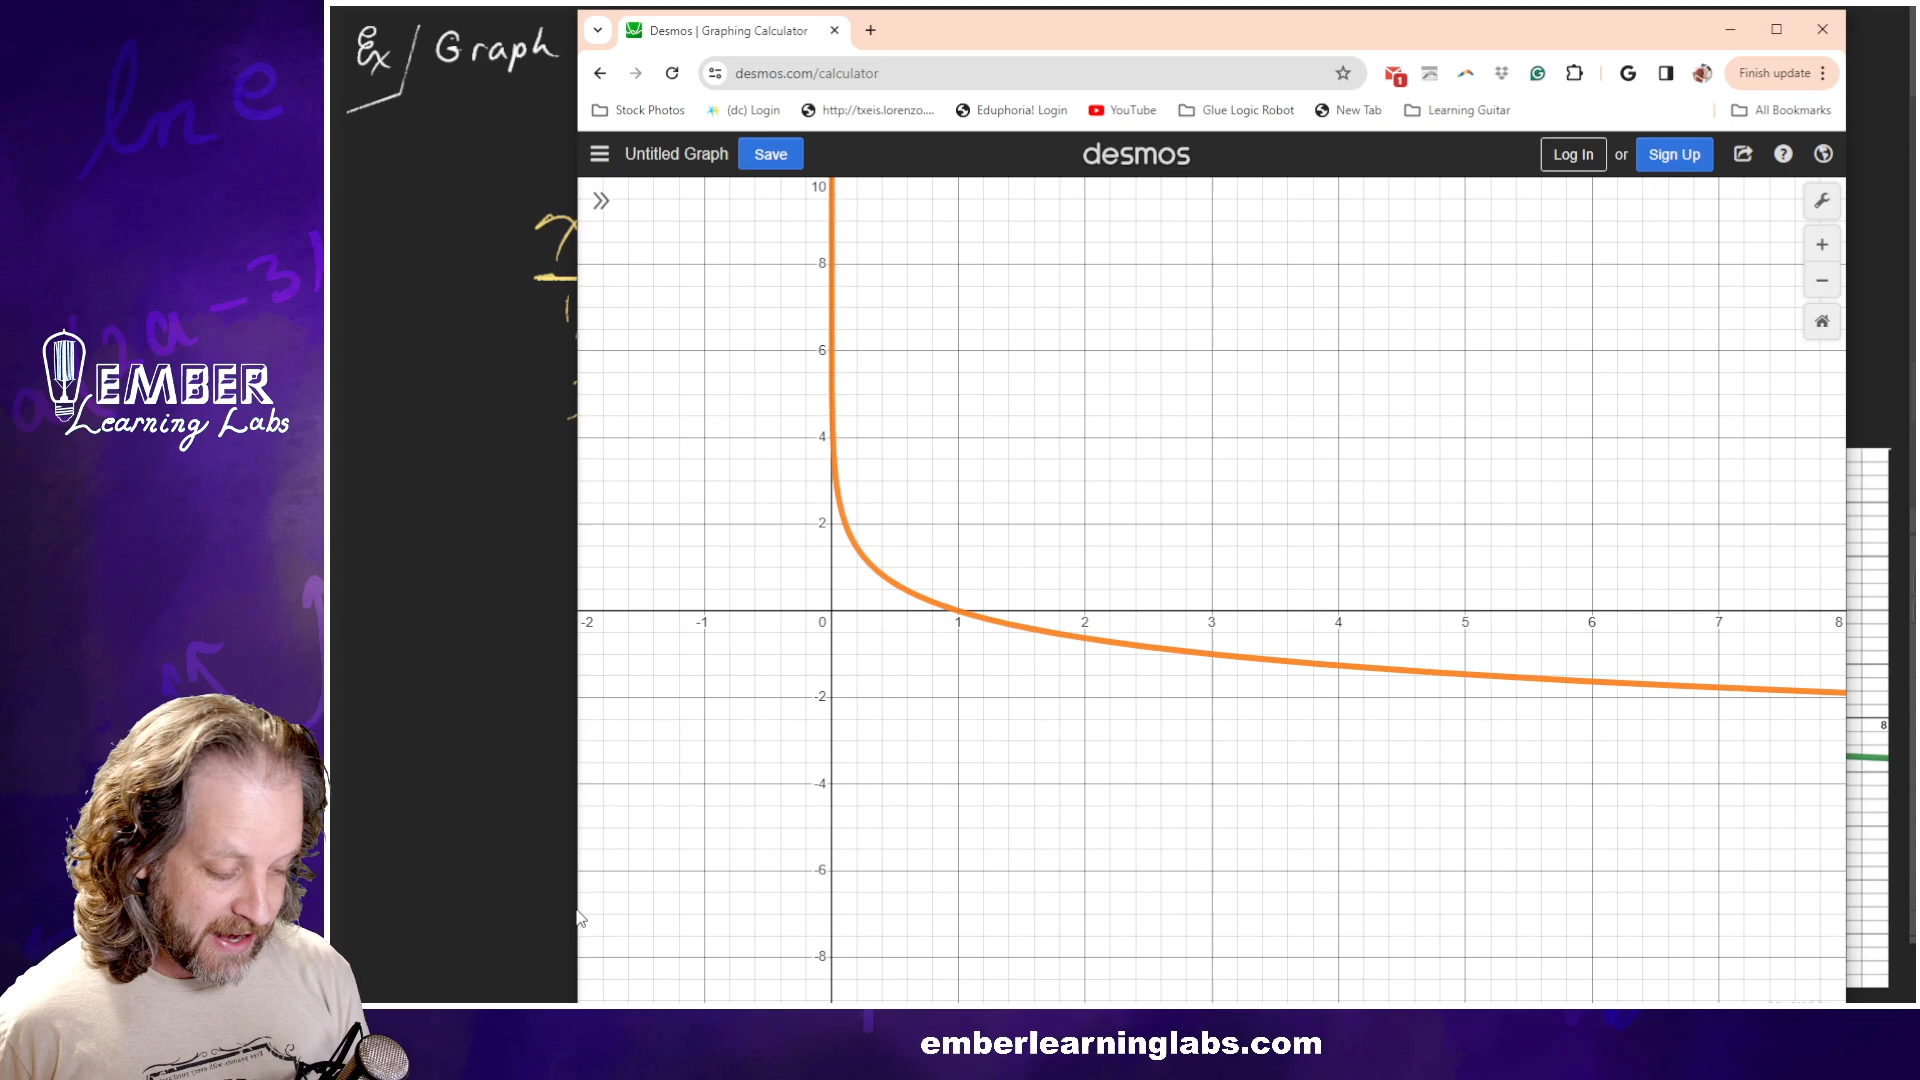 Ex/ Graph
Desmos | Graphing Calculator
desmos.com/calculator
1
Finish update
Stock Photos
(dc) Login
http://txeis.lorenzo....
Eduphoria! Login
YouTube
Glue Logic Robot
New Tab
Learning Guitar
All Bookmarks
Untitled Graph
Save
desmos
Log In
or
Sign Up
10
8
6
4
2
-2 -1 0 1 2 3 4 5 6 7 8
-2
-4
-6
-8
8
ln e
EMBER
Learning Labs
emberlearninglabs.com